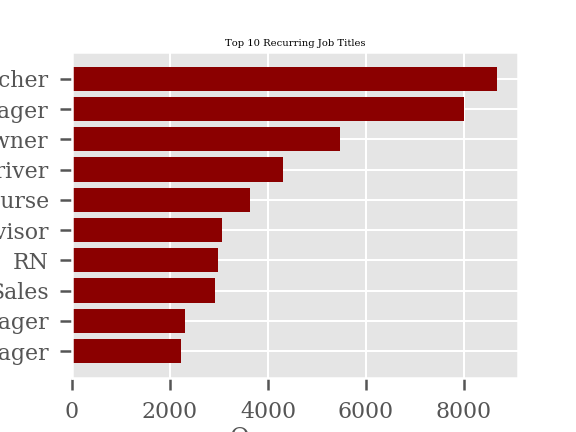 Top 10 Recurring Job Titles
cher
ager
wner
river
urse
visor
RN
Sales
ager
ager
0 2000 4000 6000 8000